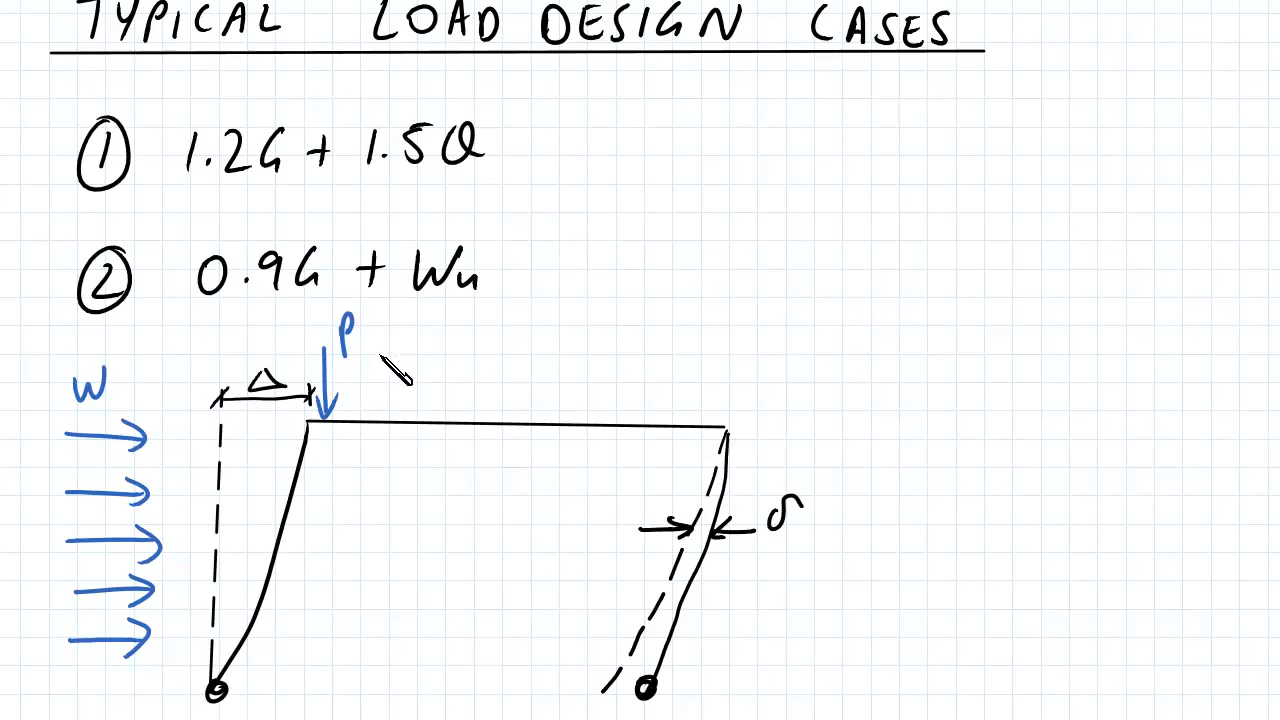 TYPICAL LOAD DESIGN CASES
① 1.2G + 1.5Q
② 0.9G + Wu
P
W
Δ
δ